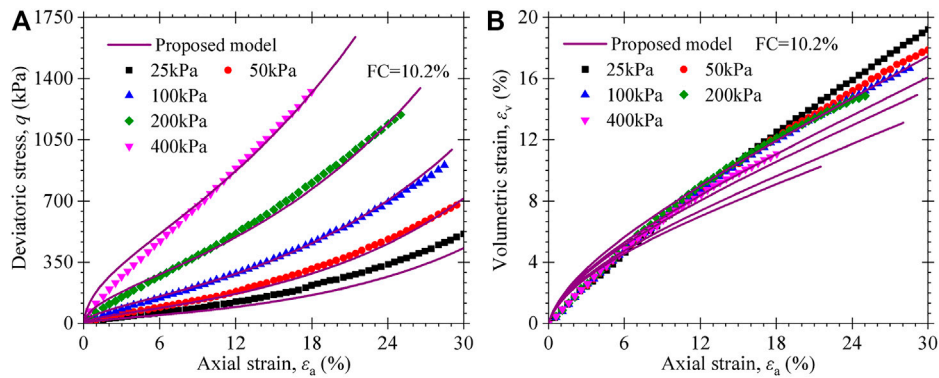 A
1750
1400
1050
700
350
0
Deviatoric stress, q (kPa)
Proposed model
25kPa 50kPa
100kPa
200kPa
400kPa
FC=10.2%
0 6 12 18 24 30
Axial strain, εa (%)
B
20
16
12
8
4
0
Volumetric strain, εv (%)
Proposed model FC=10.2%
25kPa 50kPa
100kPa 200kPa
400kPa
0 6 12 18 24 30
Axial strain, εa (%)